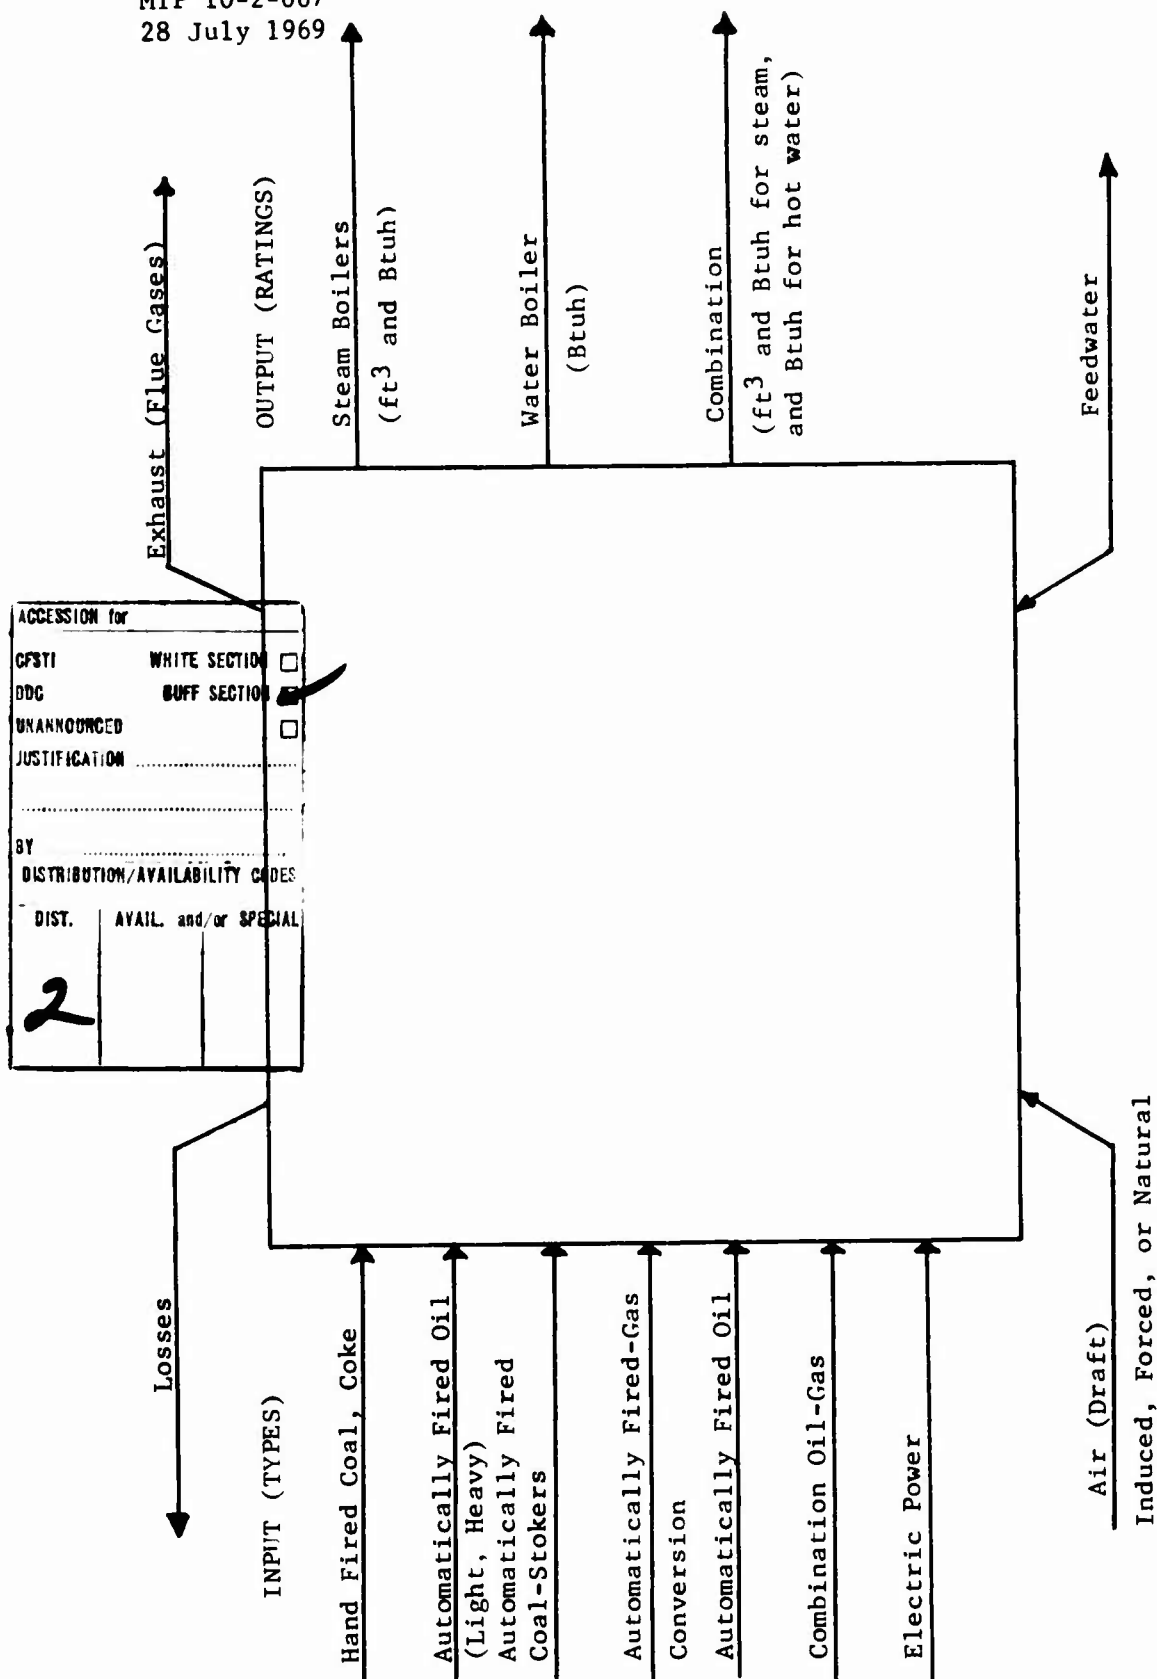 MTP 10-2-067
28 July 1969
ACCESSION for
CFSTI WHITE SECTION
DDC BUFF SECTION
UNANNOUNCED
JUSTIFICATION
BY
DISTRIBUTION/AVAILABILITY CODES
DIST. AVAIL. and/or SPECIAL
2
Losses
Exhaust (Flue Gases)
INPUT (TYPES)
Hand Fired Coal, Coke
Automatically Fired Oil
(Light, Heavy)
Automatically Fired
Coal-Stokers
Automatically Fired-Gas
Conversion
Automatically Fired Oil
Combination Oil-Gas
Electric Power
OUTPUT (RATINGS)
Steam Boilers
(ft³ and Btuh)
Water Boiler
(Btuh)
Combination
(ft³ and Btuh for steam,
and Btuh for hot water)
Air (Draft)
Induced, Forced, or Natural
Feedwater